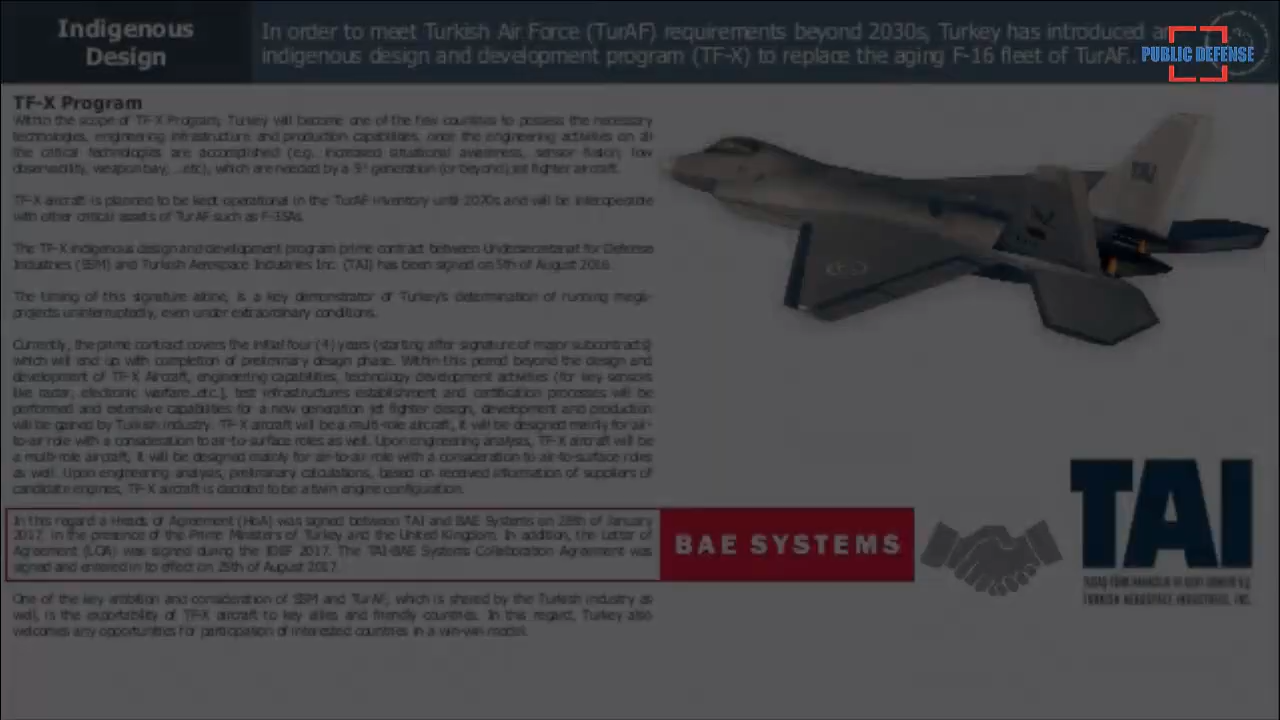 Indigenous
Design
In order to meet Turkish Air Force (TurAF) requirements beyond 2030s, Turkey has introduced an
indigenous design and development program (TF-X) to replace the aging F-16 fleet of TurAF..
PUBLIC DEFENSE
TF-X Program
Within the scope of TF-X Program, Turkey will become one of the few countries to possess the necessary
technologies, engineering infrastructure and production capabilities, once the engineering activities on all
the critical technologies are accomplished (e.g. increased situational awareness, sensor fusion, low
observability, weapon bay, ...etc), which are needed by a 5th generation (or beyond) jet fighter aircraft.
TF-X aircraft is planned to be kept operational in the TurAF inventory until 2070s and will be interoperable
with other critical assets of TurAF such as F-35As.
The TF-X indigenous design and development program prime contract between Undersecretariat for Defense
Industries (SSM) and Turkish Aerospace Industries Inc. (TAI) has been signed on 5th of August 2016.
The timing of this signature alone, is a key demonstrator of Turkey's determination of running mega-
projects uninterruptedly, even under extraordinary conditions.
Currently, the prime contract covers the initial four (4) years (starting after signature of major subcontracts)
which will end up with completion of preliminary design phase. Within this period beyond the design and
development of TF-X Aircraft, engineering capabilities, technology development activities (for key sensors
like radar, electronic warfare..etc.), test infrastructures establishment and certification processes will be
performed and extensive capabilities for a new generation jet fighter design, development and production
will be gained by Turkish industry. TF-X aircraft will be a multi-role aircraft, it will be designed mainly for air-
to-air role with a consideration to air-to-surface roles as well. Upon engineering analysis, TF-X aircraft will be
a multi-role aircraft, it will be designed mainly for air-to-air role with a consideration to air-to-surface roles
as well. Upon engineering analysis, preliminary calculations, based on received information of suppliers of
candidate engines, TF-X aircraft is decided to be a twin engine configuration.
In this regard a Heads of Agreement (HoA) was signed between TAI and BAE Systems on 28th of January
2017, in the presence of the Prime Ministers of Turkey and the United Kingdom. In addition, the Letter of
Agreement (LOA) was signed during the IDEF 2017. The TAI-BAE Systems Collaboration Agreement was
signed and entered in to effect on 25th of August 2017.
BAE SYSTEMS
TAI
TURKISH AEROSPACE INDUSTRIES, INC.
One of the key ambition and consideration of SSM and TurAF, which is shared by the Turkish industry as
well, is the exportability of TF-X aircraft to key allies and friendly countries. In this regard, Turkey also
welcomes any opportunities for participation of interested countries in a win-win model.
TAI